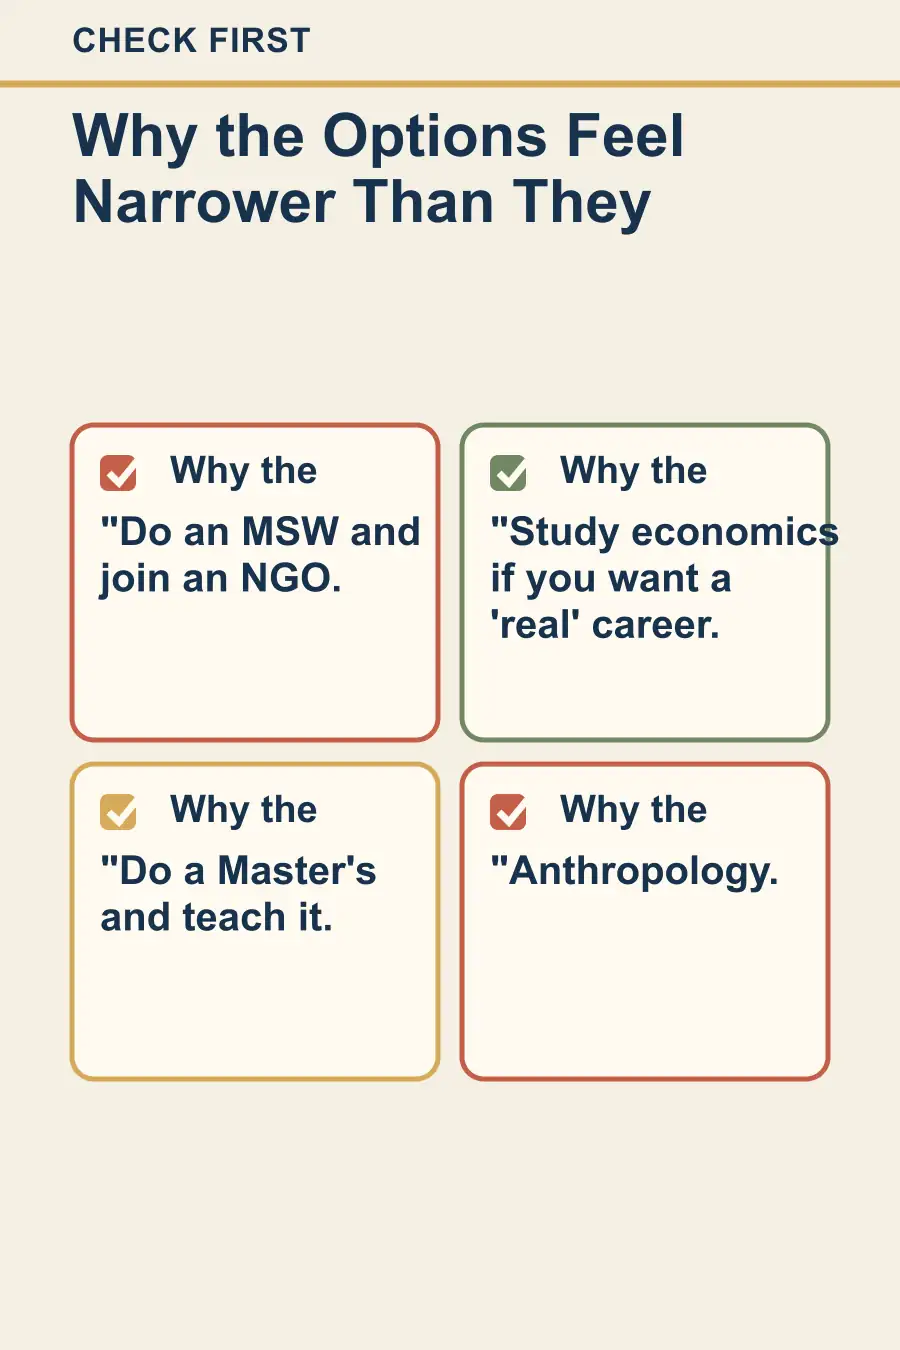 CHECK FIRST
Why the Options Feel
Narrower Than They
Why the
"Do an MSW and
join an NGO.
Why the
"Study economics
if you want a
'real' career.
Why the
"Do a Master's
and teach it.
Why the
"Anthropology.